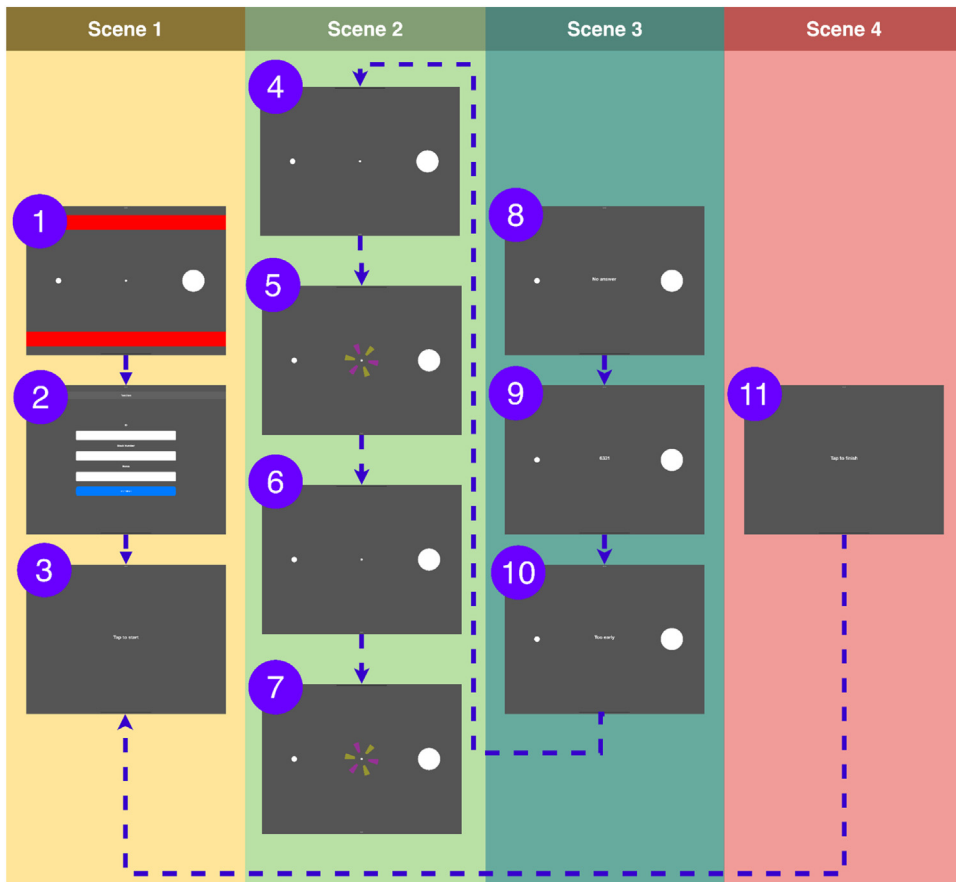 Scene 1
Scene 2
Scene 3
Scene 4
4
1
8
5
2
9
11
6
3
Tap to start
10
7
No answer
Too early
Tap to finish